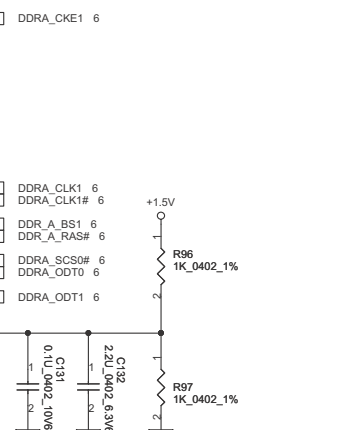 DDRA_CKE1 6
DDRA_CLK1 6
DDRA_CLK1# 6
+1.5V
DDR_A_BS1 6
DDR_A_RAS# 6
1
R96
DDRA_SCS0# 6
1K_0402_1%
DDRA_ODT0 6
2
DDRA_ODT1 6
1
C131
0.1U_0402_10V6
2
1
C132
2.2U_0402_6.3V6
2
1
R97
1K_0402_1%
2